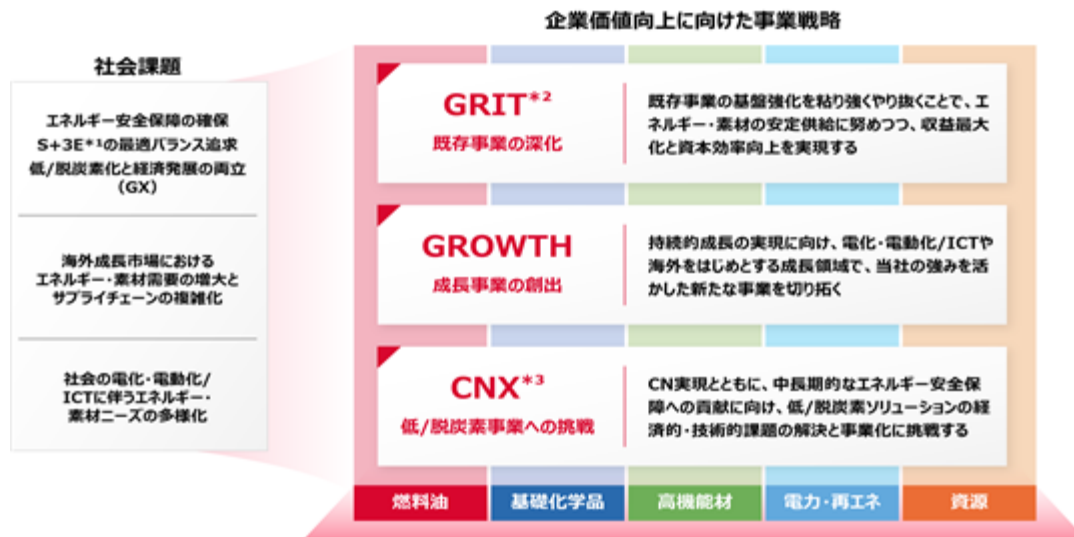 企業価値向上に向けた事業戦略
社会課題
エネルギー安全保障の確保
S+3E*¹の最適バランス追求
低/脱炭素化と経済発展の両立
(GX)
海外成長市場における
エネルギー・素材需要の増大と
サプライチェーンの複雑化
社会の電化・電動化/
ICTに伴うエネルギー・
素材ニーズの多様化
GRIT*²
既存事業の深化
既存事業の基盤強化を粘り強くやり抜くことで、エ
ネルギー・素材の安定供給に努めつつ、収益最大
化と資本効率向上を実現する
GROWTH
成長事業の創出
持続的成長の実現に向け、電化・電動化/ICTや
海外をはじめとする成長領域で、当社の強みを活
かした新たな事業を切り拓く
CNX*³
低/脱炭素事業への挑戦
CN実現とともに、中長期的なエネルギー安全保
障への貢献に向け、低/脱炭素ソリューションの経
済的・技術的課題の解決と事業化に挑戦する
燃料油
基礎化学品
高機能材
電力・再エネ
資源